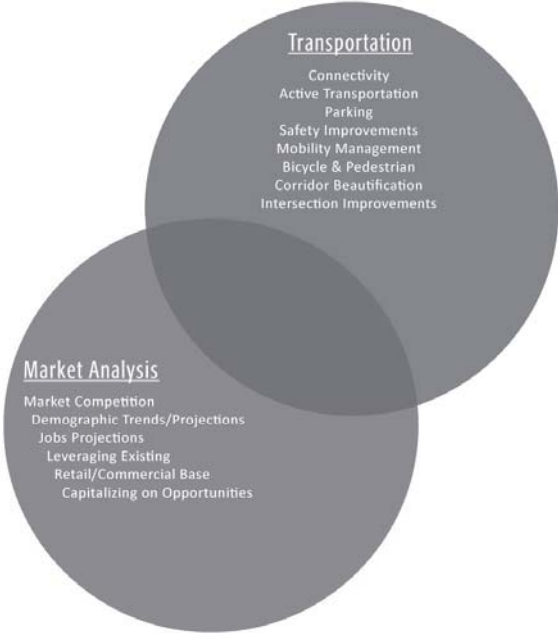 Transportation
Connectivity
Active Transportation
Parking
Safety Improvements
Mobility Management
Bicycle & Pedestrian
Corridor Beautification
Intersection Improvements
Market Analysis
Market Competition
Demographic Trends/Projections
Jobs Projections
Leveraging Existing
Retail/Commercial Base
Capitalizing on Opportunities